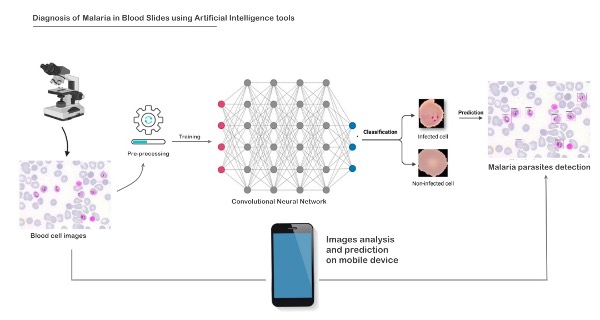 Diagnosis of Malaria in Blood Slides using Artificial Intelligence tools
Pre-processing
Training
Classification
Infected cell
Non-infected cell
Prediction
Malaria parasites detection
Convolutional Neural Network
Blood cell images
Images analysis
and prediction
on mobile device